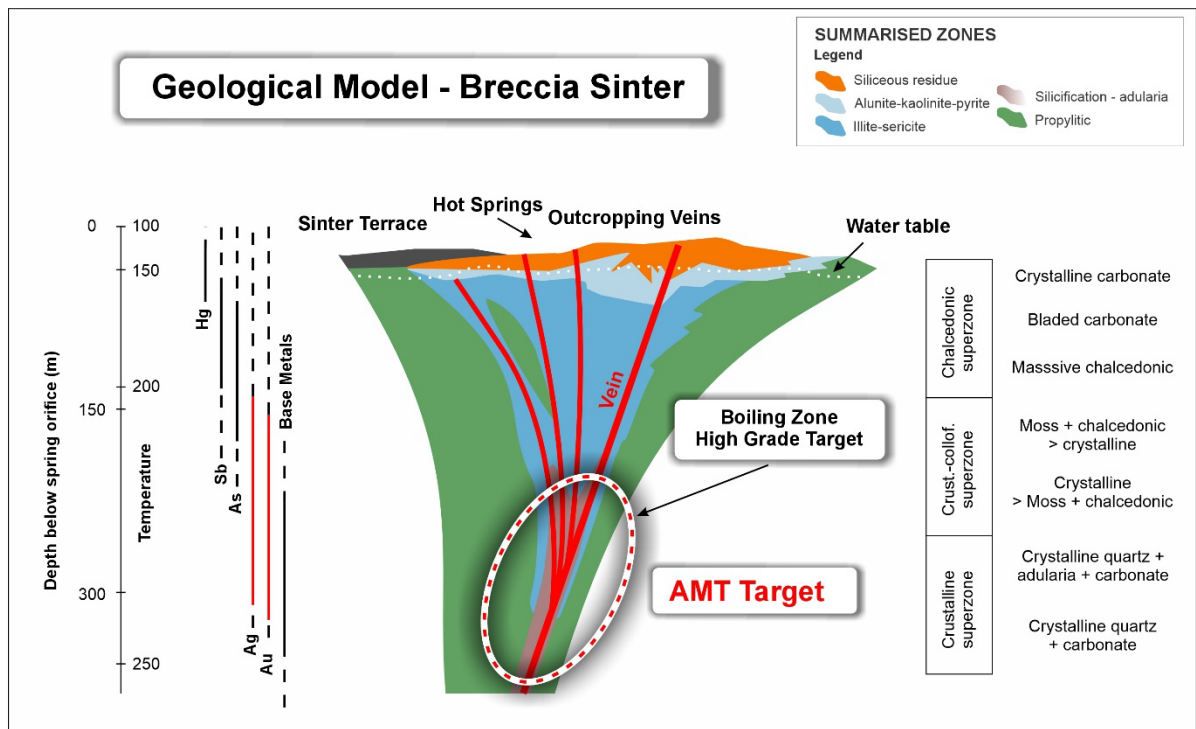 Geological Model - Breccia Sinter
SUMMARISED ZONES
Legend
Siliceous residue
Alunite-kaolinite-pyrite
Illite-sericite
Silicification - adularia
Propylitic
Depth below spring orifice (m)
0
150
300
Temperature
100
150
200
250
Hg
Sb
As
Ag
Au
Base Metals
Sinter Terrace
Hot Springs
Outcropping Veins
Water table
Vein
Boiling Zone
High Grade Target
AMT Target
Chalcedonic
superzone
Crystalline carbonate
Bladed carbonate
Masssive chalcedonic
Crust.-collof.
superzone
Moss + chalcedonic
> crystalline
Crystalline
> Moss + chalcedonic
Crustalline
superzone
Crystalline quartz +
adularia + carbonate
Crystalline quartz
+ carbonate